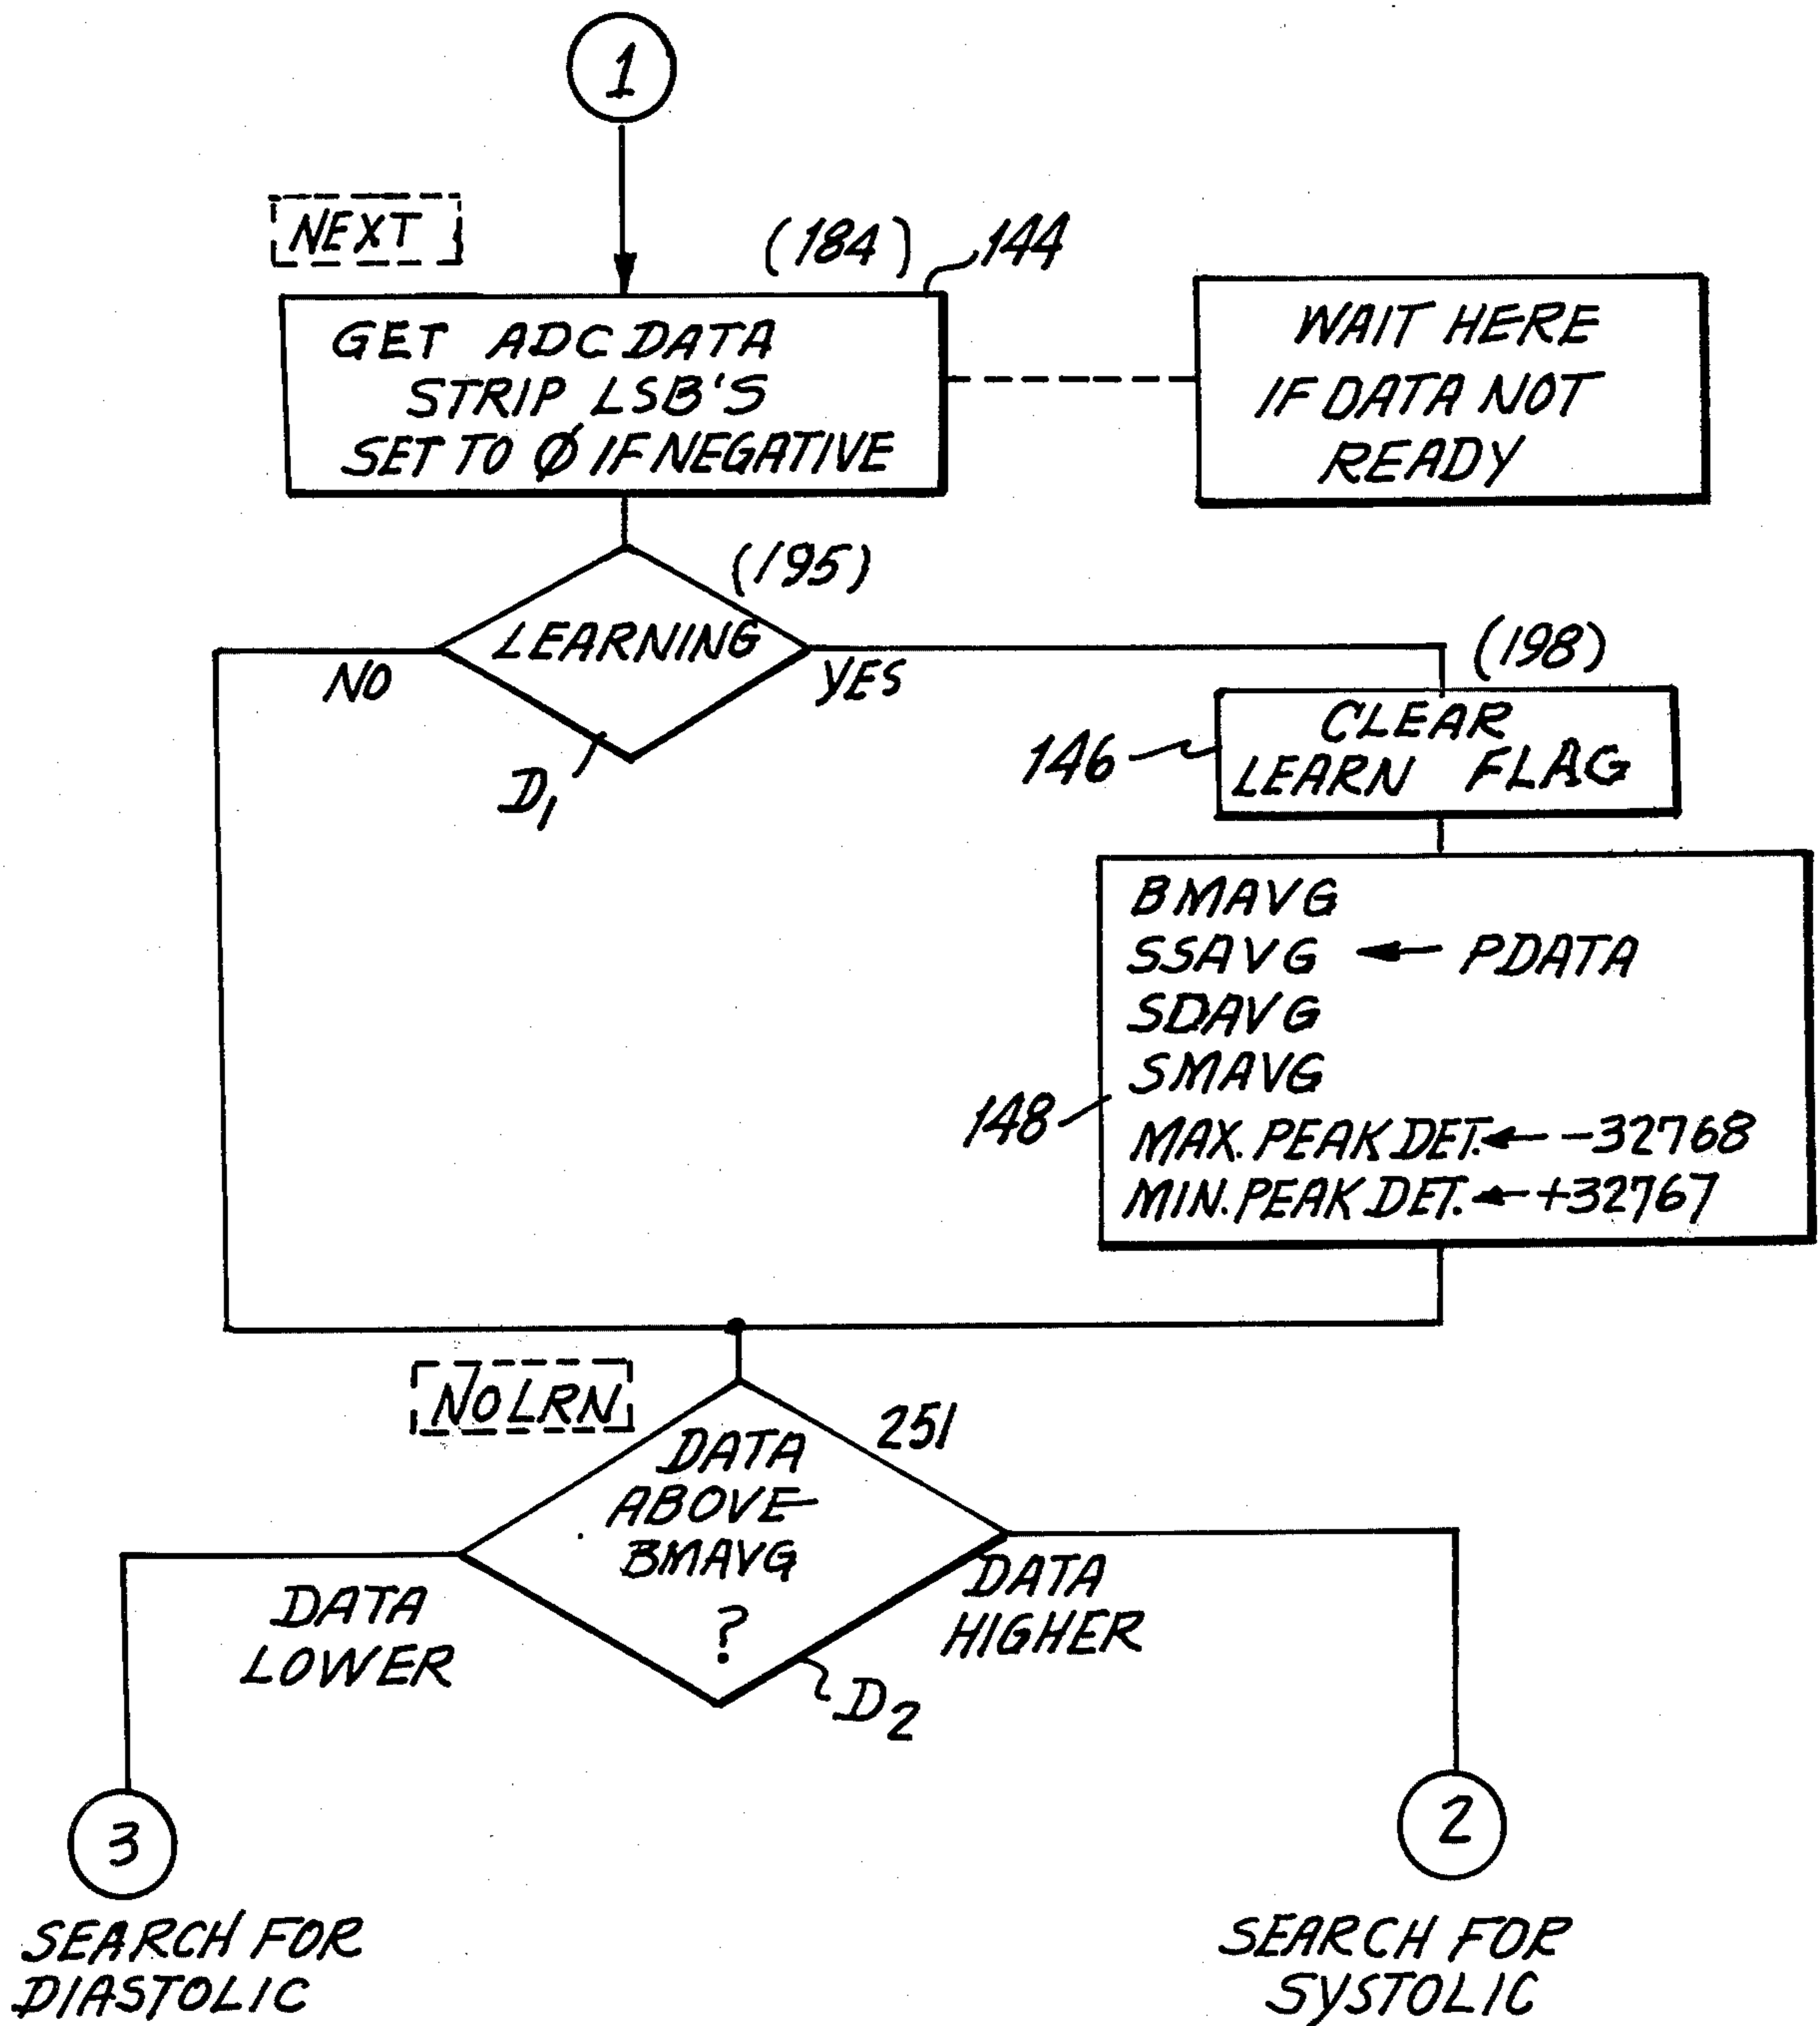 1
NEXT
(184)
144
GET ADC DATA
STRIP LSB'S
SET TO Ø IF NEGATIVE
WAIT HERE
IF DATA NOT
READY
(195)
LEARNING
NO
YES
D1
(198)
146
CLEAR
LEARN FLAG
BMAVG
SSAVG ← PDATA
SDAVG
SMAVG
148
MAX. PEAK DET. ← -32768
MIN. PEAK DET. ← +32767
NOLRN
251
DATA
ABOVE
BMAVG
?
DATA
LOWER
DATA
HIGHER
D2
3
2
SEARCH FOR
DIASTOLIC
SEARCH FOR
SYSTOLIC